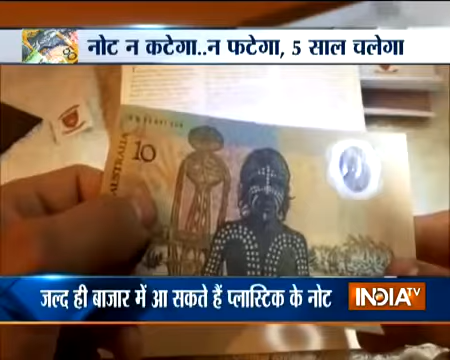 नोट न कटेगा..न फटेगा, 5 साल चलेगा
AUSTRALIA
10
जल्द ही बाजार में आ सकते हैं प्लास्टिक के नोट
INDIA TV